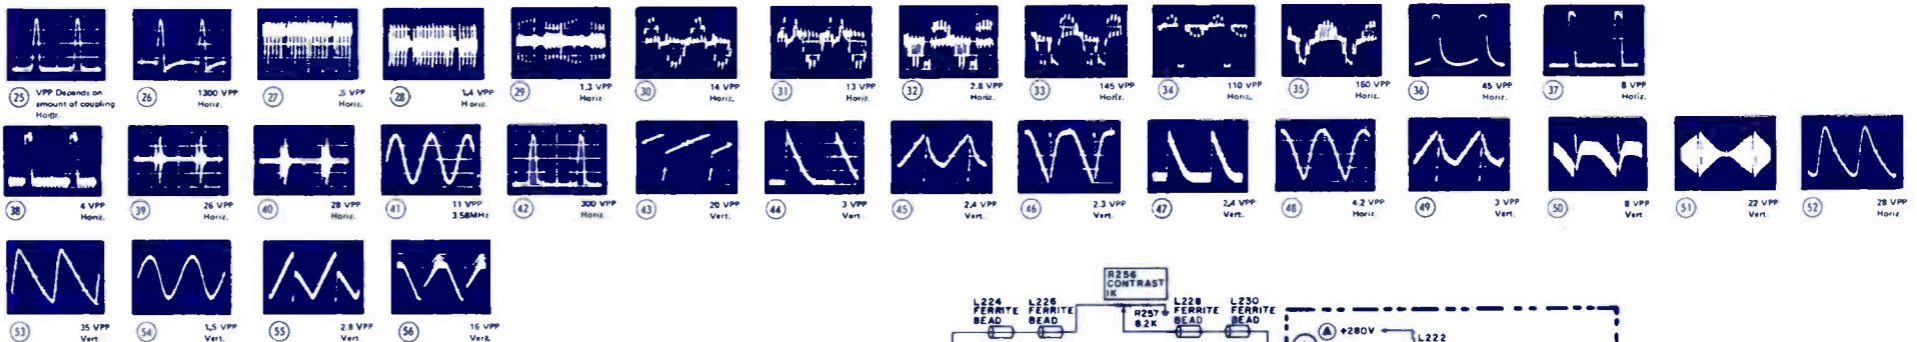 25 VPP Depends on
amount of coupling
Horiz.
26 1300 VPP
Horiz.
27 .5 VPP
Horiz.
28 1.4 VPP
Horiz.
29 1.3 VPP
Horiz.
30 14 VPP
Horiz.
31 13 VPP
Horiz.
32 2.8 VPP
Horiz.
33 145 VPP
Horiz.
34 110 VPP
Horiz.
35 160 VPP
Horiz.
36 45 VPP
Horiz.
37 8 VPP
Horiz.
38 4 VPP
Horiz.
39 26 VPP
Horiz.
40 28 VPP
Horiz.
41 11 VPP
3.58MHz
42 300 VPP
Horiz.
43 20 VPP
Vert.
44 3 VPP
Vert.
45 2.4 VPP
Vert.
46 2.3 VPP
Vert.
47 2.4 VPP
Vert.
48 4.2 VPP
Horiz.
49 3 VPP
Vert.
50 8 VPP
Vert
51 22 VPP
Vert.
52 28 VPP
Horiz
53 35 VPP
Vert
54 1.5 VPP
Vert
55 2.8 VPP
Vert
56 16 VPP
Vert.
R256
CONTRAST
1K
L224
FERRITE
BEAD
L226
FERRITE
BEAD
R257
8.2K
L228
FERRITE
BEAD
L230
FERRITE
BEAD
A +280V
L222